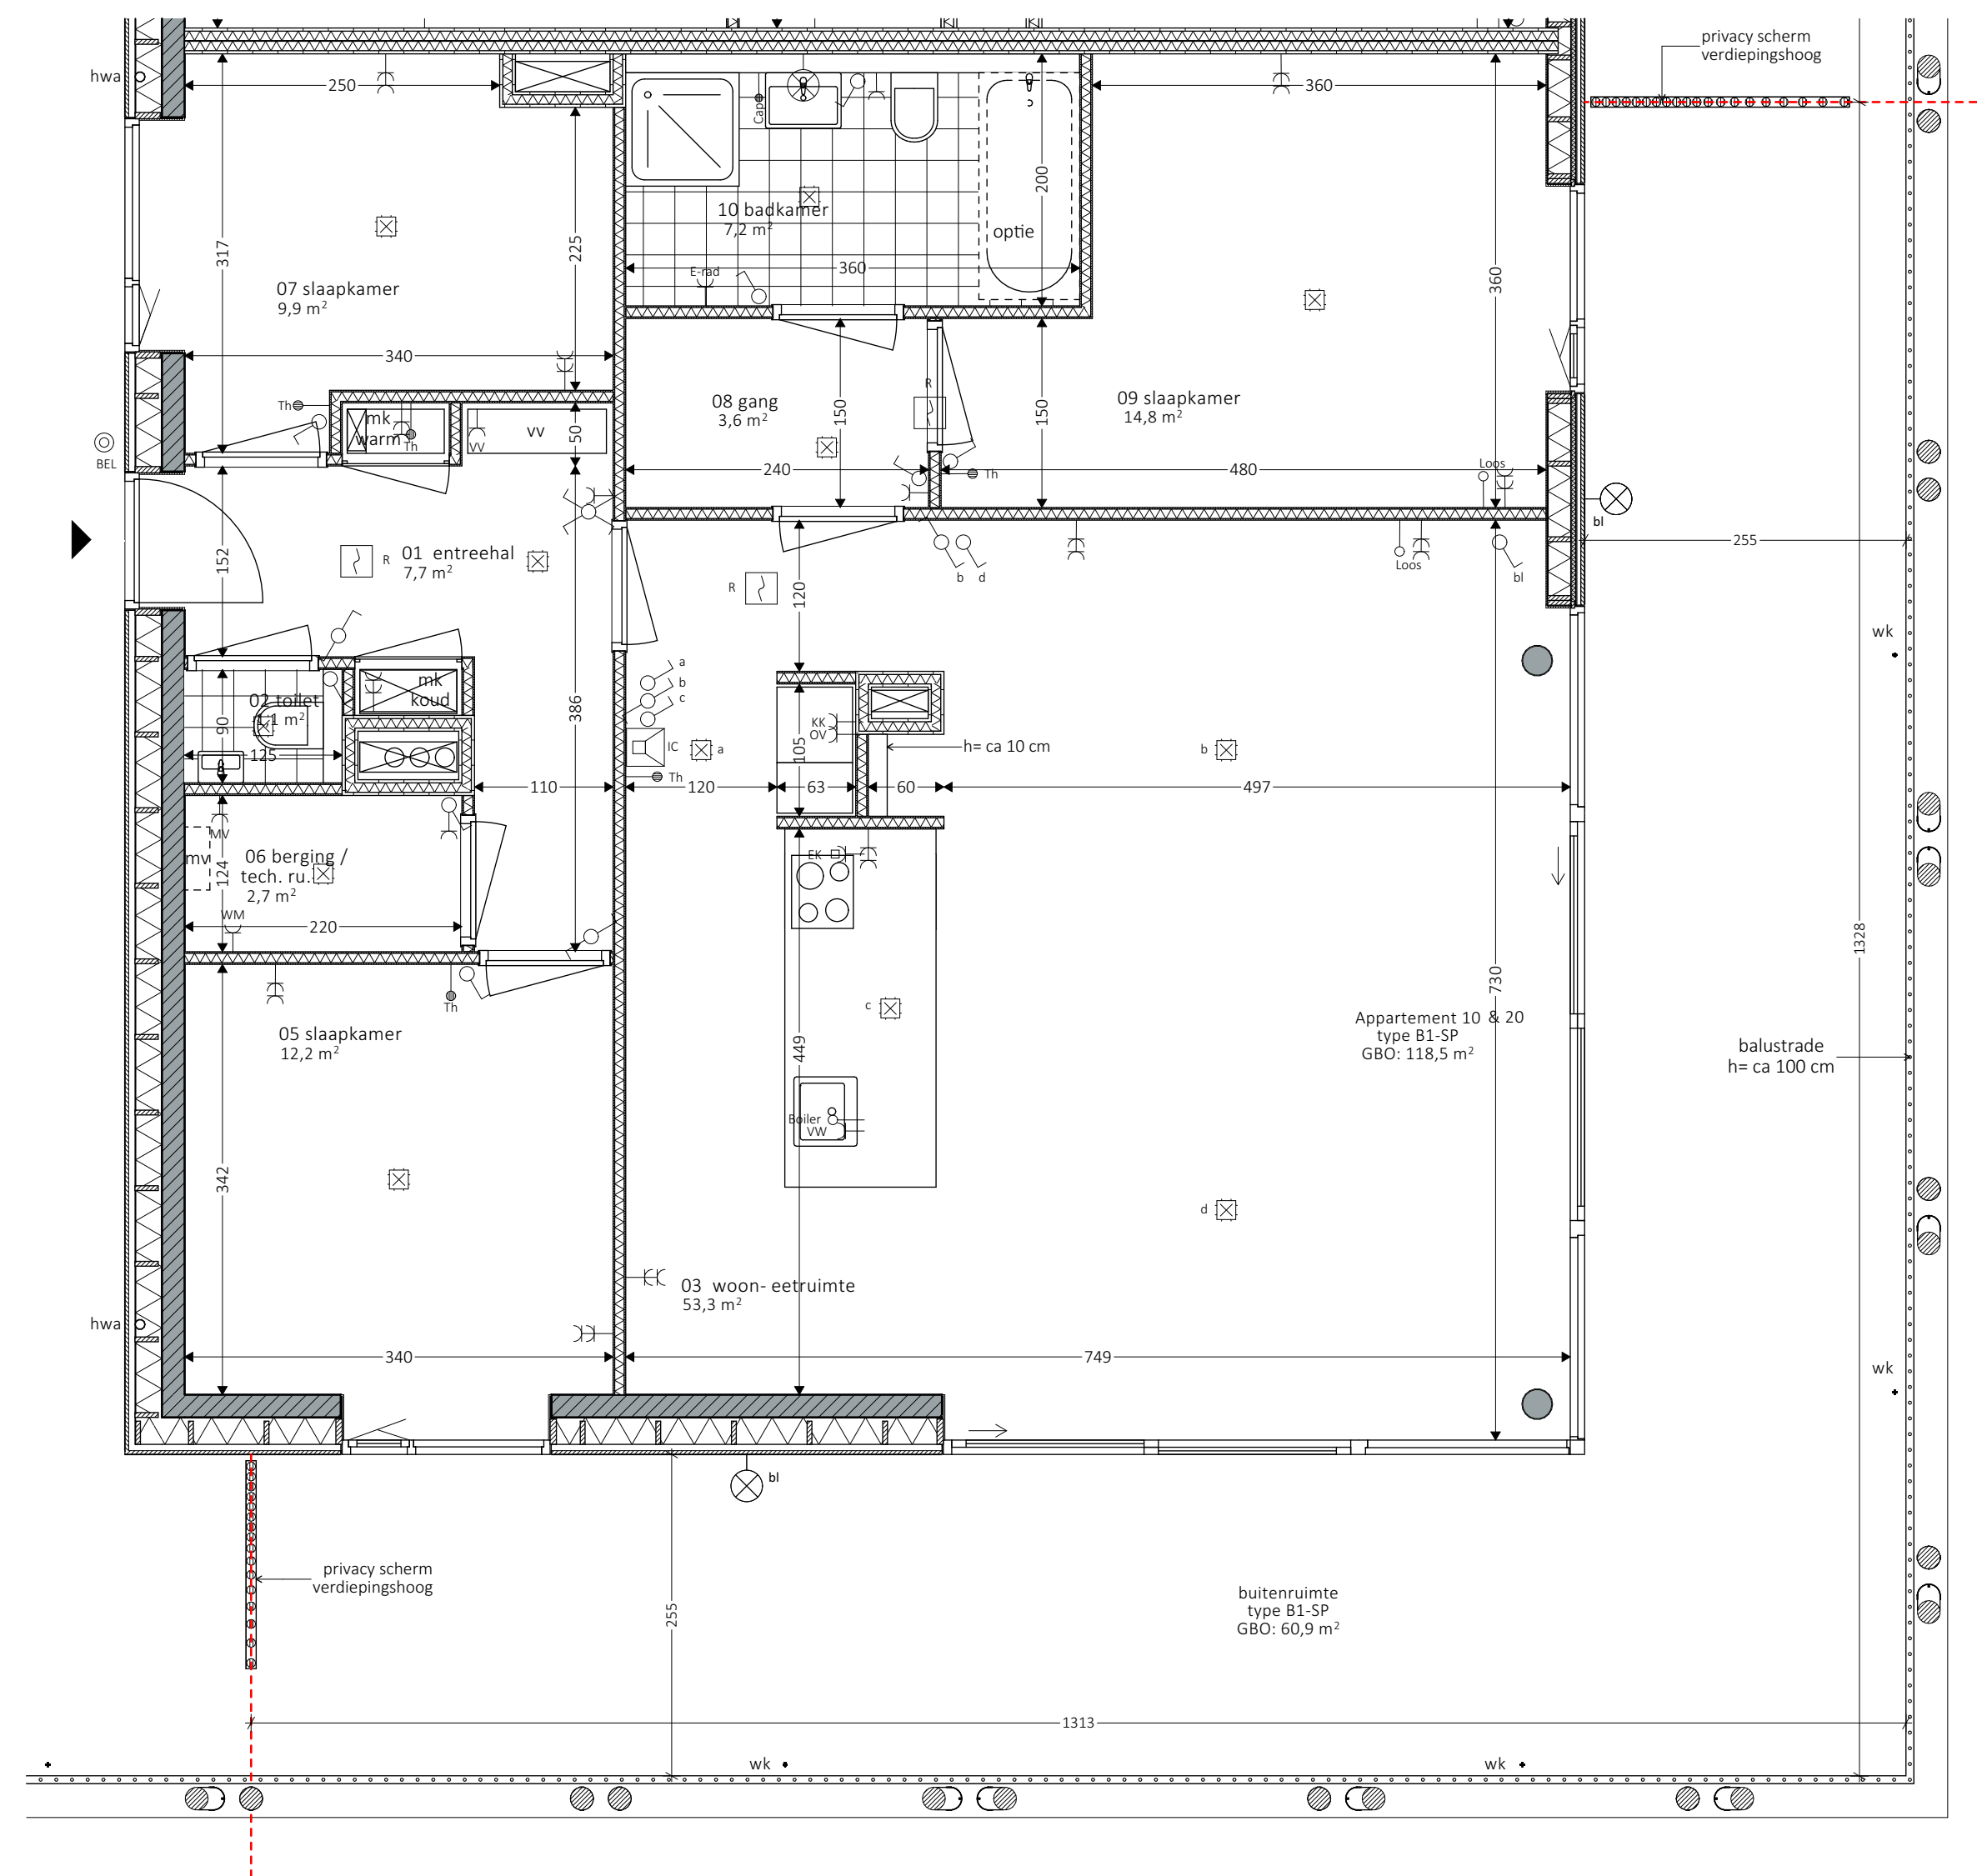 privacy scherm
verdiepingshoog
hwa
250
360
Cap
200
317
225
10 badkamer
7,2 m²
optie
E-rad
360
360
07 slaapkamer
9,9 m²
340
Th
mk
warm
Th
VV
vv
50
08 gang
3,6 m²
150
R
150
09 slaapkamer
14,8 m²
BEL
240
Th
480
Loos
bl
255
152
R
01 entreehal
7,7 m²
R
120
b
d
Loos
bl
wk
a
b
c
02 toilet
1,1 m²
90
125
mk
koud
386
IC
a
Th
KK
OV
105
h= ca 10 cm
b
110
120
63
60
497
MV
mv
124
06 berging /
tech. ru.
2,7 m²
WM
220
EK
1328
730
Th
05 slaapkamer
12,2 m²
c
449
Appartement 10 & 20
type B1-SP
GBO: 118,5 m²
balustrade
h= ca 100 cm
Boiler
VW
342
d
03 woon- eetruimte
53,3 m²
hwa
340
749
wk
bl
privacy scherm
verdiepingshoog
255
buitenruimte
type B1-SP
GBO: 60,9 m²
1313
wk
wk